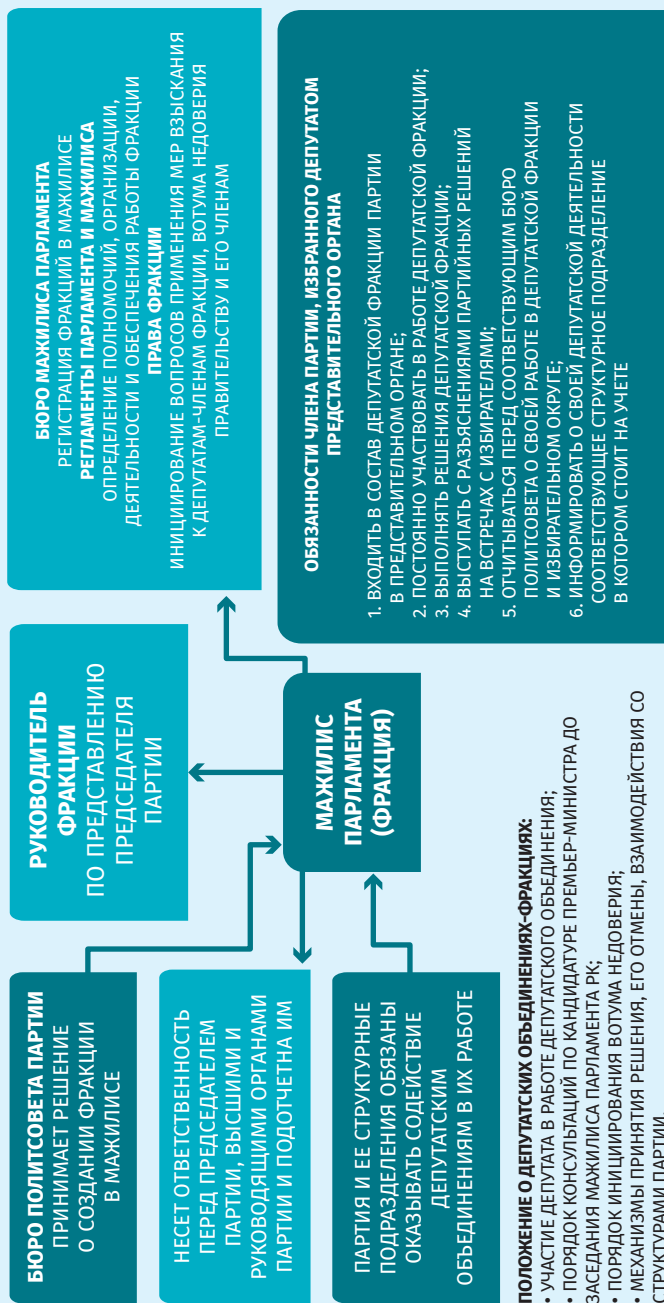 БЮРО ПОЛИТСОВЕТА ПАРТИИ
ПРИНИМАЕТ РЕШЕНИЕ
О СОЗДАНИИ ФРАКЦИИ
В МАЖИЛИСЕ
НЕСЕТ ОТВЕТСТВЕННОСТЬ
ПЕРЕД ПРЕДСЕДАТЕЛЕМ
ПАРТИИ, ВЫСШИМИ И
РУКОВОДЯЩИМИ ОРГАНАМИ
ПАРТИИ И ПОДОТЧЕТНА ИМ
ПАРТИЯ И ЕЕ СТРУКТУРНЫЕ
ПОДРАЗДЕЛЕНИЯ ОБЯЗАНЫ
ОКАЗЫВАТЬ СОДЕЙСТВИЕ
ДЕПУТАТСКИМ
ОБЪЕДИНЕНИЯМ В ИХ РАБОТЕ
РУКОВОДИТЕЛЬ
ФРАКЦИИ
ПО ПРЕДСТАВЛЕНИЮ
ПРЕДСЕДАТЕЛЯ
ПАРТИИ
МАЖИЛИС
ПАРЛАМЕНТА
(ФРАКЦИЯ)
БЮРО МАЖИЛИСА ПАРЛАМЕНТА
РЕГИСТРАЦИЯ ФРАКЦИЙ В МАЖИЛИСЕ
РЕГЛАМЕНТЫ ПАРЛАМЕНТА И МАЖИЛИСА
ОПРЕДЕЛЕНИЕ ПОЛНОМОЧИЙ, ОРГАНИЗАЦИИ,
ДЕЯТЕЛЬНОСТИ И ОБЕСПЕЧЕНИЯ РАБОТЫ ФРАКЦИИ
ПРАВА ФРАКЦИИ
ИНИЦИИРОВАНИЕ ВОПРОСОВ ПРИМЕНЕНИЯ МЕР ВЗЫСКАНИЯ
К ДЕПУТАТАМ-ЧЛЕНАМ ФРАКЦИИ, ВОТУМА НЕДОВЕРИЯ
ПРАВИТЕЛЬСТВУ И ЕГО ЧЛЕНАМ
ОБЯЗАННОСТИ ЧЛЕНА ПАРТИИ, ИЗБРАННОГО ДЕПУТАТОМ
ПРЕДСТАВИТЕЛЬНОГО ОРГАНА
1. ВХОДИТЬ В СОСТАВ ДЕПУТАТСКОЙ ФРАКЦИИ ПАРТИИ
В ПРЕДСТАВИТЕЛЬНОМ ОРГАНЕ;
2. ПОСТОЯННО УЧАСТВОВАТЬ В РАБОТЕ ДЕПУТАТСКОЙ ФРАКЦИИ;
3. ВЫПОЛНЯТЬ РЕШЕНИЯ ДЕПУТАТСКОЙ ФРАКЦИИ;
4. ВЫСТУПАТЬ С РАЗЪЯСНЕНИЯМИ ПАРТИЙНЫХ РЕШЕНИЙ
НА ВСТРЕЧАХ С ИЗБИРАТЕЛЯМИ;
5. ОТЧИТЫВАТЬСЯ ПЕРЕД СООТВЕТСТВУЮЩИМ БЮРО
ПОЛИТСОВЕТА О СВОЕЙ РАБОТЕ В ДЕПУТАТСКОЙ ФРАКЦИИ
И ИЗБИРАТЕЛЬНОМ ОКРУГЕ;
6. ИНФОРМИРОВАТЬ О СВОЕЙ ДЕПУТАТСКОЙ ДЕЯТЕЛЬНОСТИ
СООТВЕТСТВУЮЩЕЕ СТРУКТУРНОЕ ПОДРАЗДЕЛЕНИЕ
В КОТОРОМ СТОИТ НА УЧЕТЕ
ПОЛОЖЕНИЕ О ДЕПУТАТСКИХ ОБЪЕДИНЕНИЯХ-ФРАКЦИЯХ:
• УЧАСТИЕ ДЕПУТАТА В РАБОТЕ ДЕПУТАТСКОГО ОБЪЕДИНЕНИЯ;
• ПОРЯДОК КОНСУЛЬТАЦИЙ ПО КАНДИДАТУРЕ ПРЕМЬЕР-МИНИСТРА ДО
ЗАСЕДАНИЯ МАЖИЛИСА ПАРЛАМЕНТА РК;
• ПОРЯДОК ИНИЦИИРОВАНИЯ ВОТУМА НЕДОВЕРИЯ;
• МЕХАНИЗМЫ ПРИНЯТИЯ РЕШЕНИЯ, ЕГО ОТМЕНЫ, ВЗАИМОДЕЙСТВИЯ СО
СТРУКТУРАМИ ПАРТИИ.